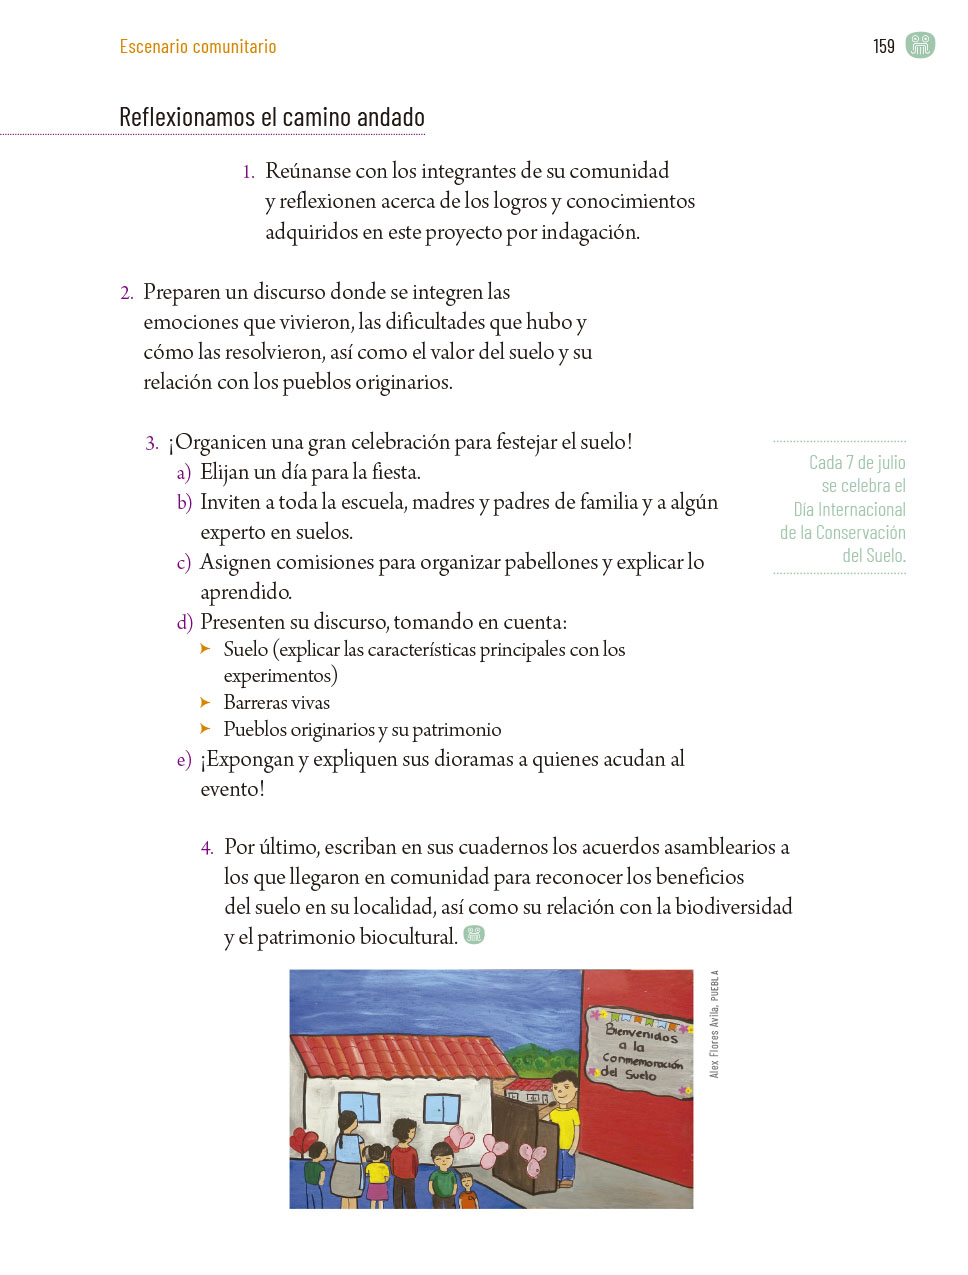 Escenario comunitario
159
Reflexionamos el camino andado
1. Reúnanse con los integrantes de su comunidad
y reflexionen acerca de los logros y conocimientos
adquiridos en este proyecto por indagación.
2. Preparen un discurso donde se integren las
emociones que vivieron, las dificultades que hubo y
cómo las resolvieron, así como el valor del suelo y su
relación con los pueblos originarios.
3. ¡Organicen una gran celebración para festejar el suelo!
a) Elijan un día para la fiesta.
b) Inviten a toda la escuela, madres y padres de familia y a algún
experto en suelos.
c) Asignen comisiones para organizar pabellones y explicar lo
aprendido.
d) Presenten su discurso, tomando en cuenta:
➤ Suelo (explicar las características principales con los
experimentos)
➤ Barreras vivas
➤ Pueblos originarios y su patrimonio
e) ¡Expongan y expliquen sus dioramas a quienes acudan al
evento!
Cada 7 de julio
se celebra el
Día Internacional
de la Conservación
del Suelo.
4. Por último, escriban en sus cuadernos los acuerdos asamblearios a
los que llegaron en comunidad para reconocer los beneficios
del suelo en su localidad, así como su relación con la biodiversidad
y el patrimonio biocultural.
Bienvenidos
a la
Conmemoración
del Suelo
Alex Flores Avila, PUEBLA